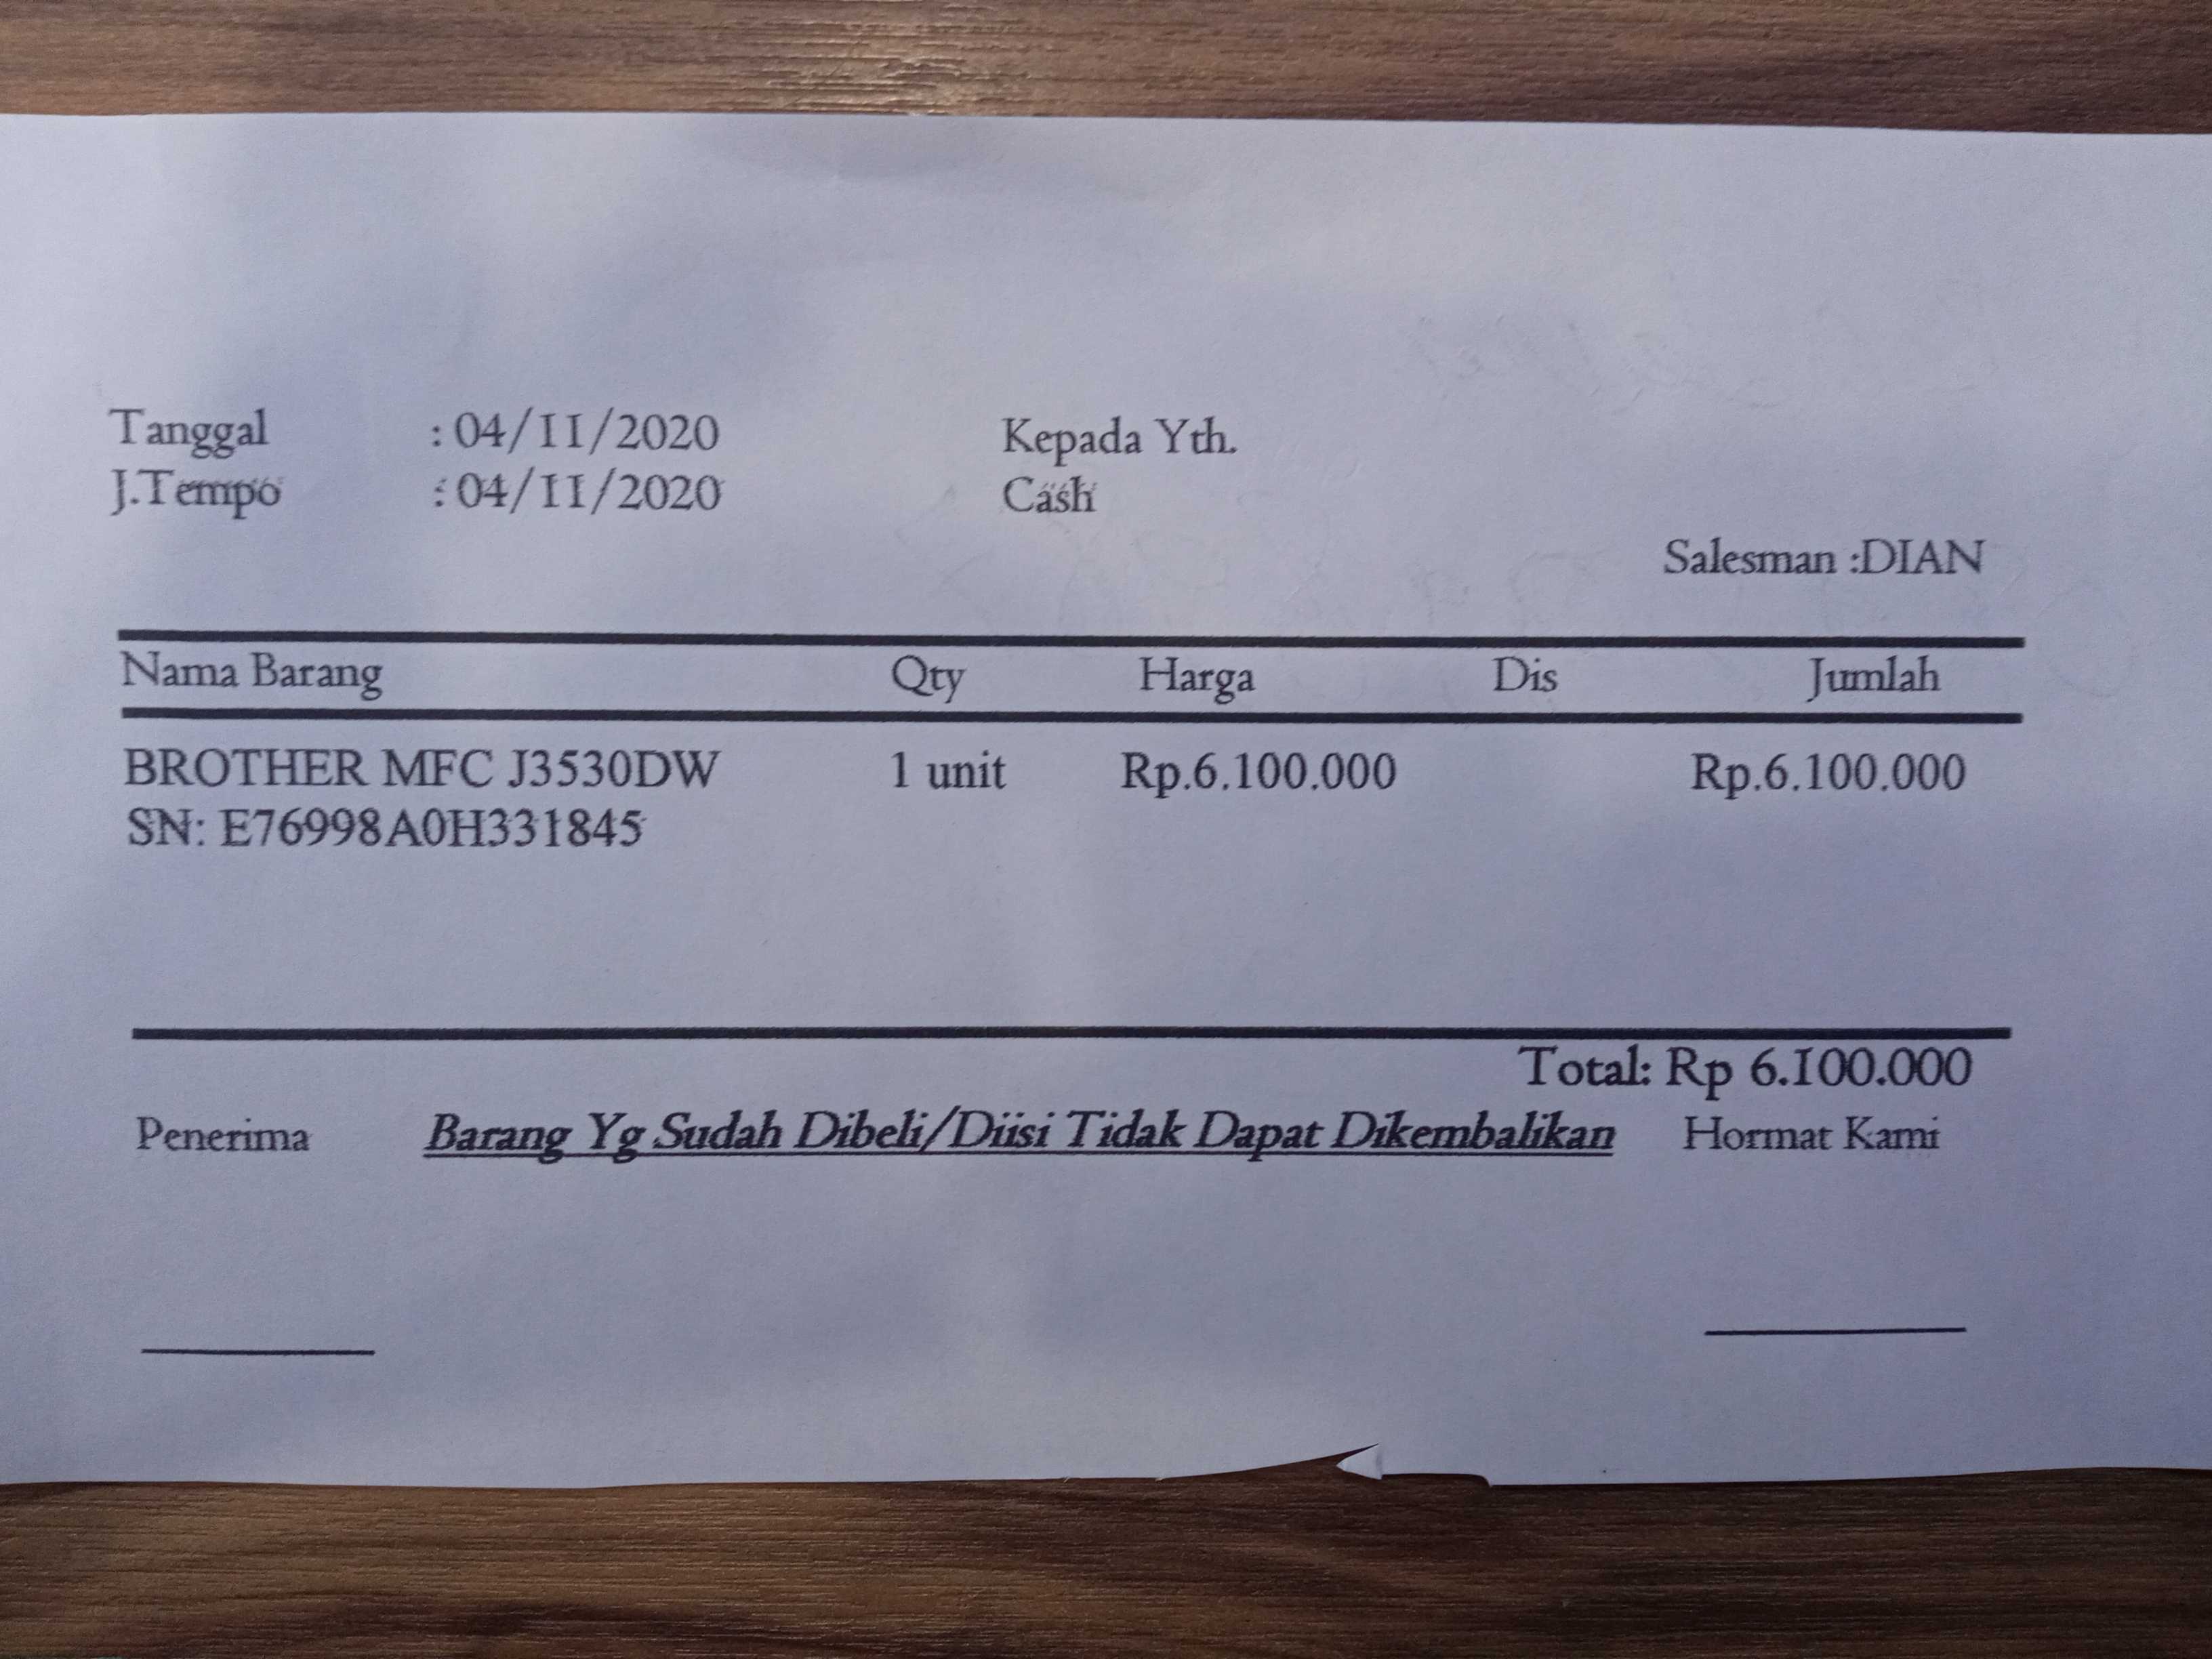 Tanggal : 04/11/2020 Kepada Yth.
J.Tempo : 04/11/2020 Cash
Salesman :DIAN
Nama Barang Qty Harga Dis Jumlah
BROTHER MFC J3530DW 1 unit Rp.6.100.000 Rp.6.100.000
SN: E76998A0H331845
Total: Rp 6.100.000
Penerima Barang Yg Sudah Dibeli/Diisi Tidak Dapat Dikembalikan Hormat Kami